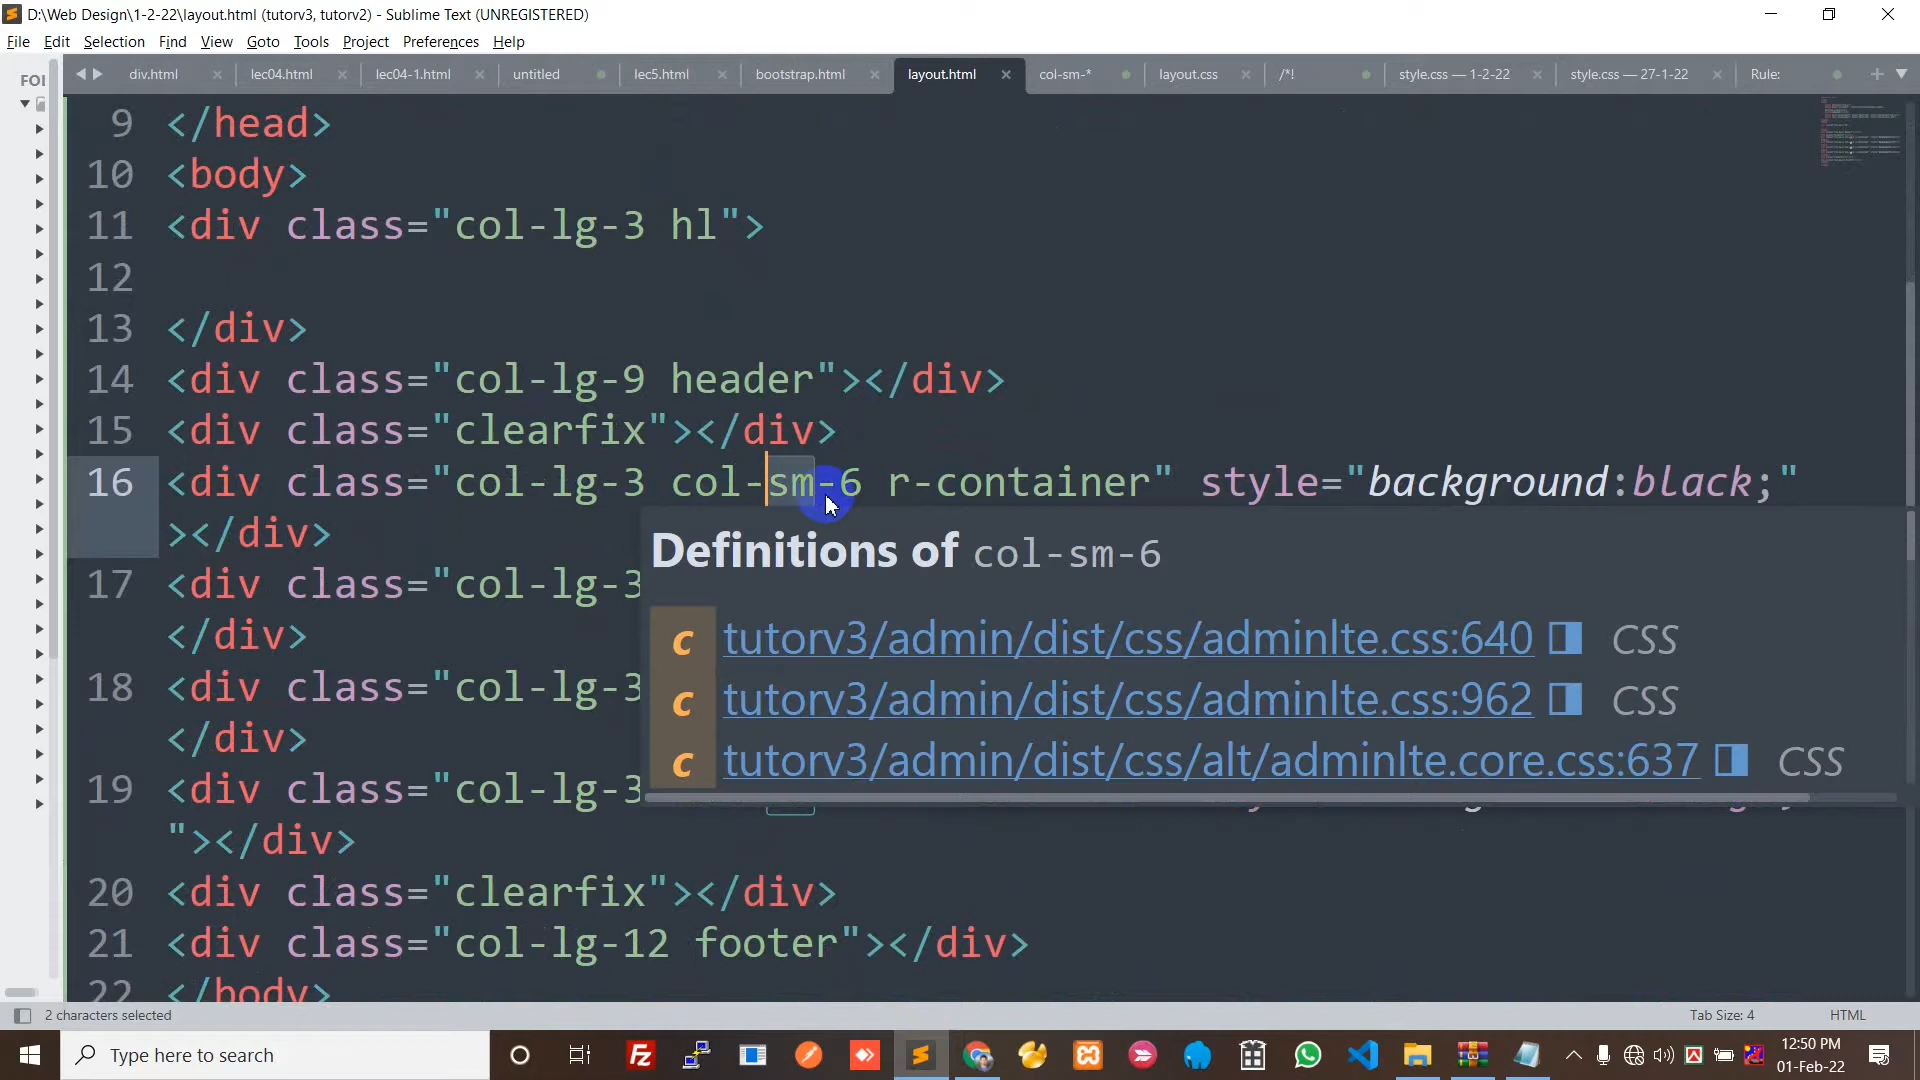 D:\Web Design\1-2-22\layout.html (tutorv3, tutorv2) - Sublime Text (UNREGISTERED)
File Edit Selection Find View Goto Tools Project Preferences Help
FOI
div.html lec04.html lec04-1.html untitled lec5.html bootstrap.html layout.html col-sm-* layout.css /*! style.css — 1-2-22 style.css — 27-1-22 Rule:
9 </head>
10 <body>
11 <div class="col-lg-3 hl">
12
13 </div>
14 <div class="col-lg-9 header"></div>
15 <div class="clearfix"></div>
16 <div class="col-lg-3 col-sm-6 r-container" style="background:black;"
></div>
Definitions of col-sm-6
c tutorv3/admin/dist/css/adminlte.css:640 CSS
c tutorv3/admin/dist/css/adminlte.css:962 CSS
c tutorv3/admin/dist/css/alt/adminlte.core.css:637 CSS
17 <div class="col-lg-3
</div>
18 <div class="col-lg-3
</div>
19 <div class="col-lg-3
"></div>
20 <div class="clearfix"></div>
21 <div class="col-lg-12 footer"></div>
22 </body>
2 characters selected
Tab Size: 4
HTML
Type here to search
12:50 PM
01-Feb-22